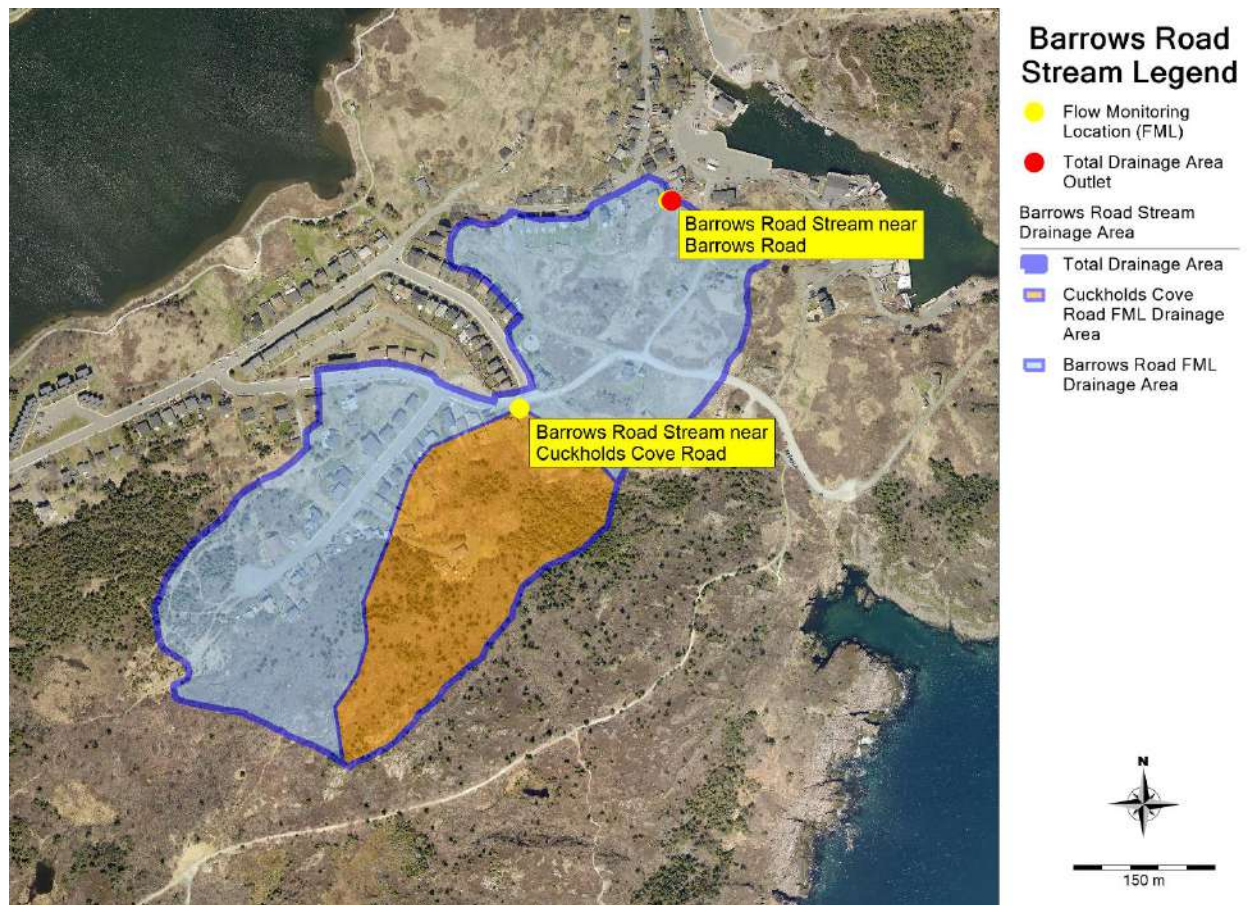 Barrows Road
Stream Legend
Flow Monitoring
Location (FML)
Total Drainage Area
Outlet
Barrows Road Stream
Drainage Area
Total Drainage Area
Cuckholds Cove
Road FML Drainage
Area
Barrows Road FML
Drainage Area
Barrows Road Stream near
Barrows Road
Barrows Road Stream near
Cuckholds Cove Road
N
150 m